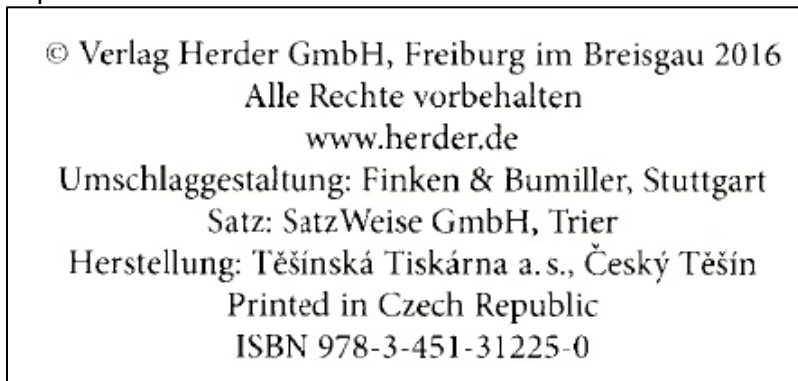 © Verlag Herder GmbH, Freiburg im Breisgau 2016
Alle Rechte vorbehalten
www.herder.de
Umschlaggestaltung: Finken & Bumiller, Stuttgart
Satz: SatzWeise GmbH, Trier
Herstellung: Těšínská Tiskárna a. s., Český Těšín
Printed in Czech Republic
ISBN 978-3-451-31225-0